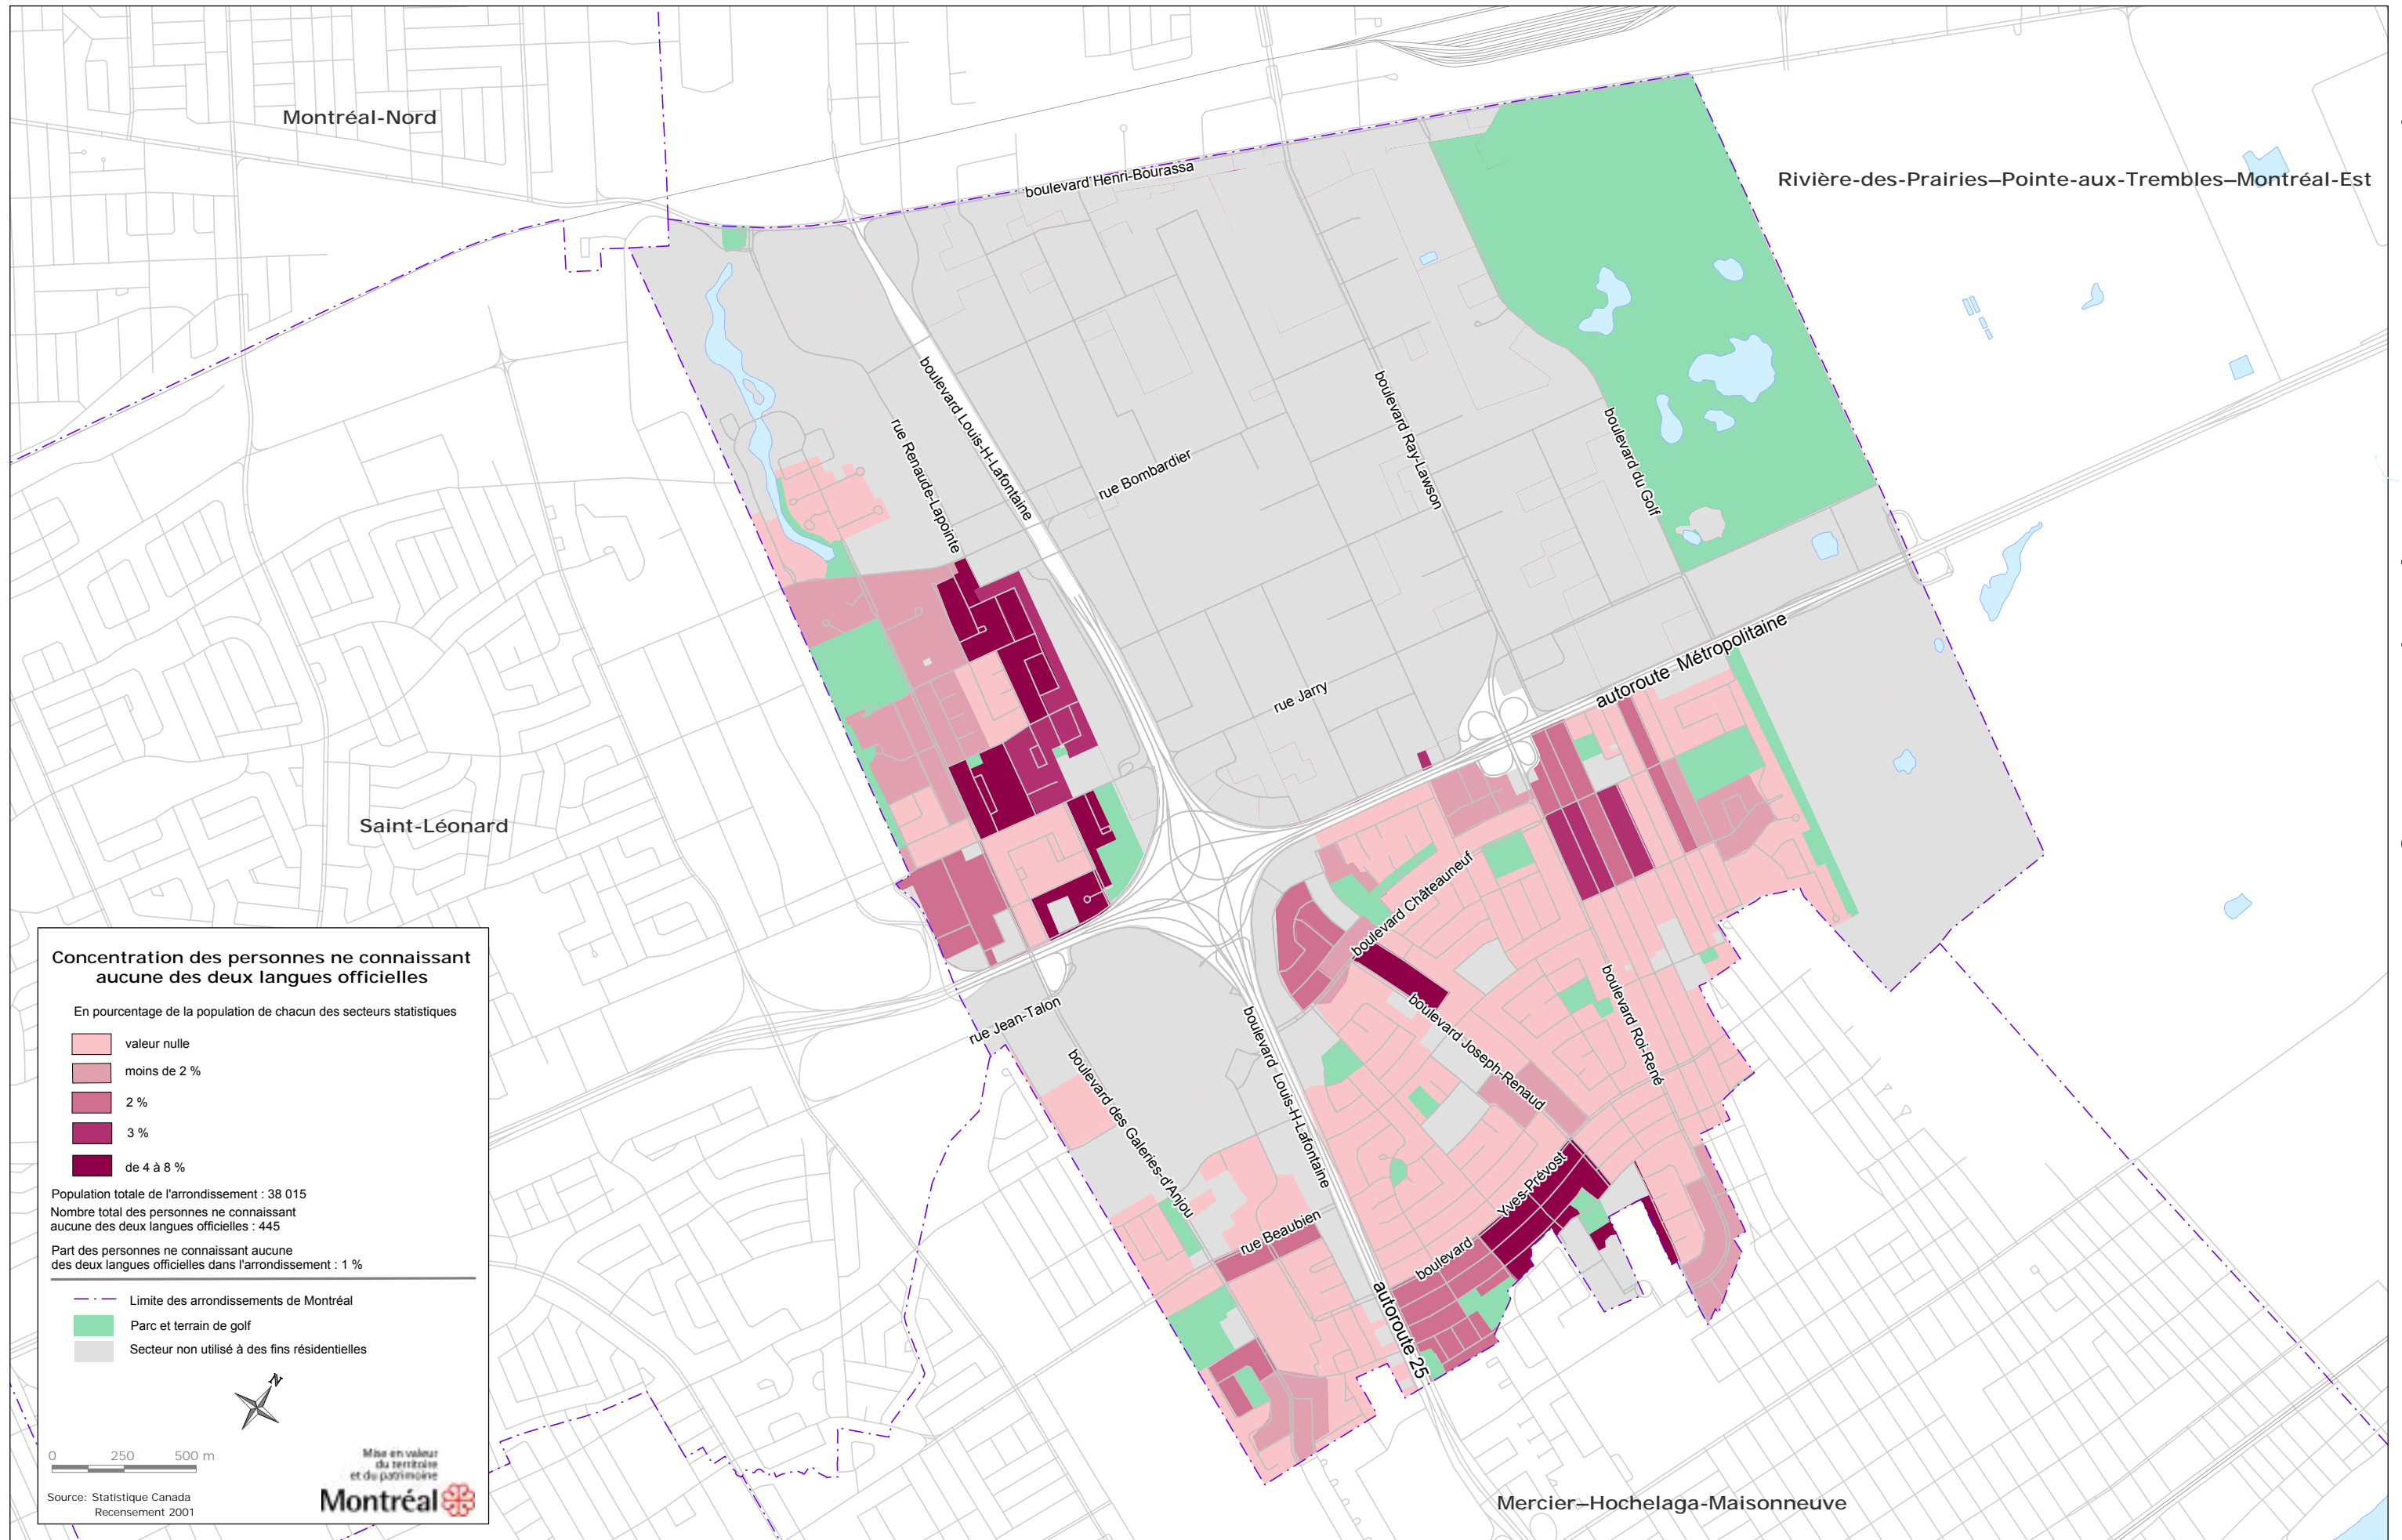 Montréal-Nord
Rivière-des-Prairies–Pointe-aux-Trembles–Montréal-Est
boulevard Henri-Bourassa
boulevard Louis-H-Lafontaine
rue Renaude-Lapointe
rue Bombardier
boulevard Ray-Lawson
boulevard du Golf
rue Jarry
autoroute Métropolitaine
Saint-Léonard
boulevard Châteauneuf
boulevard Joseph-Renaud
boulevard Roi-René
rue Jean-Talon
boulevard des Galeries-d'Anjou
boulevard Louis-H-Lafontaine
rue Beaubien
boulevard
Yves-Prévost
autoroute 25
Mercier–Hochelaga-Maisonneuve
Concentration des personnes ne connaissant
aucune des deux langues officielles
En pourcentage de la population de chacun des secteurs statistiques
valeur nulle
moins de 2 %
2 %
3 %
de 4 à 8 %
Population totale de l'arrondissement : 38 015
Nombre total des personnes ne connaissant
aucune des deux langues officielles : 445
Part des personnes ne connaissant aucune
des deux langues officielles dans l'arrondissement : 1 %
Limite des arrondissements de Montréal
Parc et terrain de golf
Secteur non utilisé à des fins résidentielles
N
0 250 500 m
Mise en valeur
du territoire
et du patrimoine
Montréal
Source: Statistique Canada
Recensement 2001